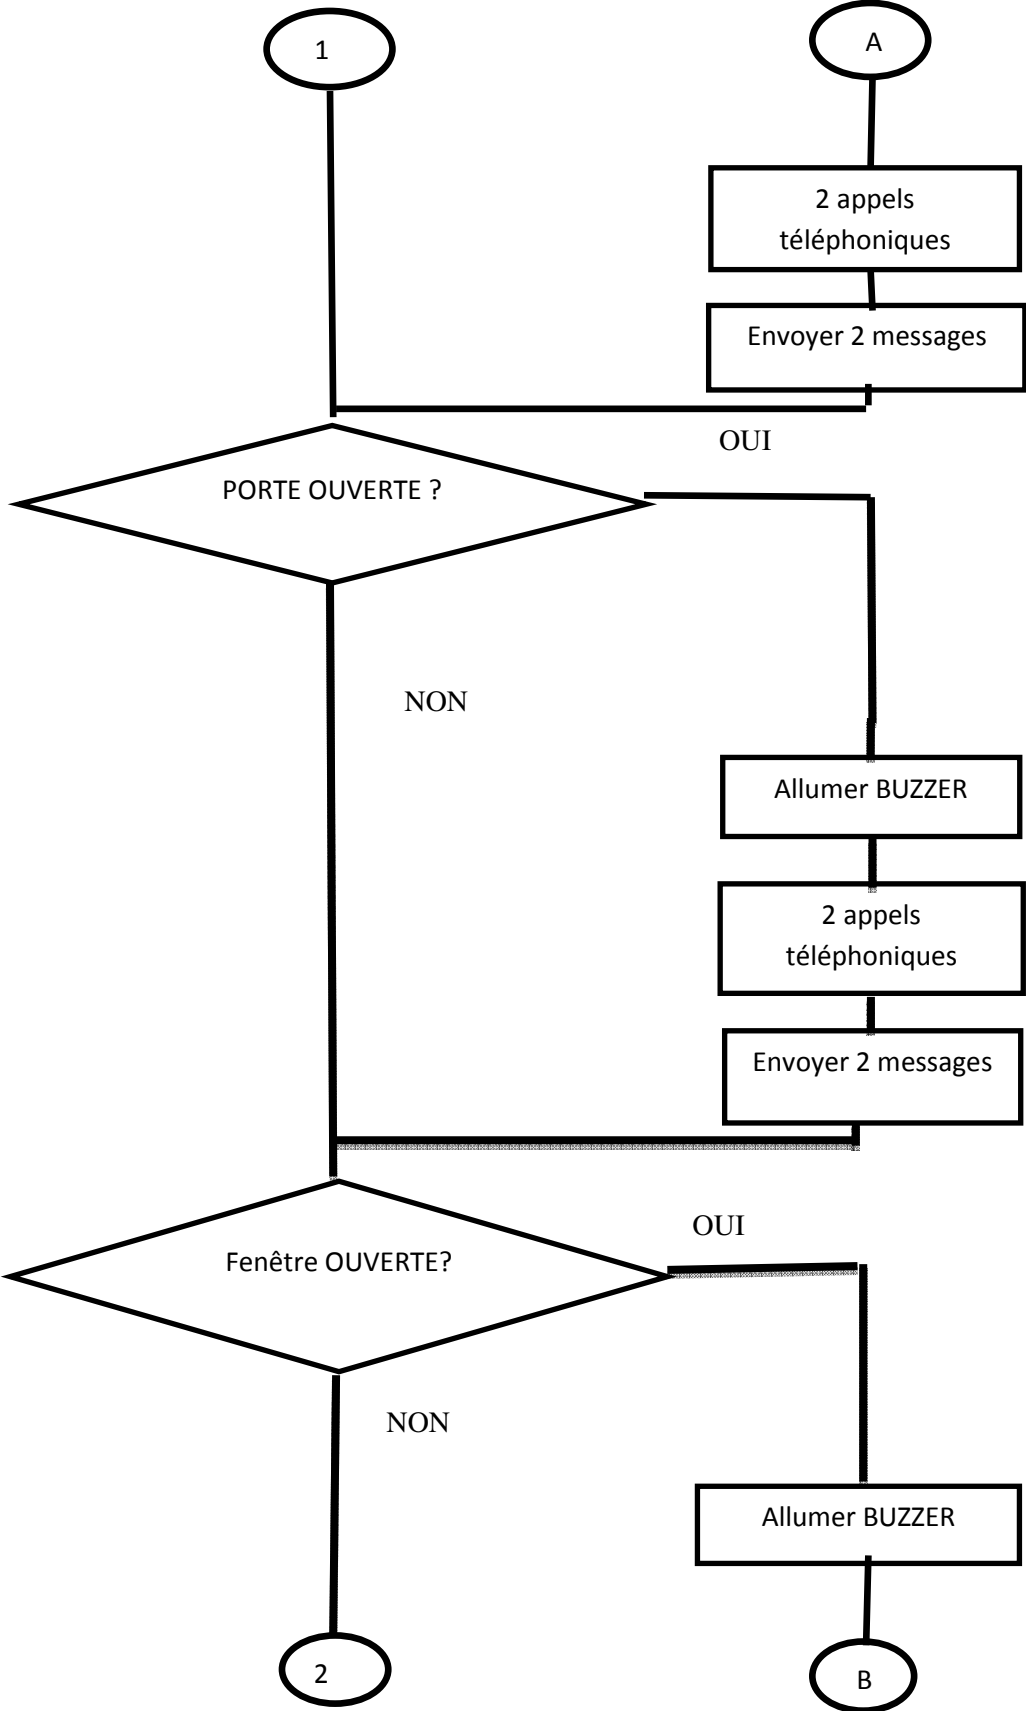 1
A
2 appels
téléphoniques
Envoyer 2 messages
OUI
PORTE OUVERTE ?
NON
Allumer BUZZER
2 appels
téléphoniques
Envoyer 2 messages
OUI
Fenêtre OUVERTE?
NON
Allumer BUZZER
2
B